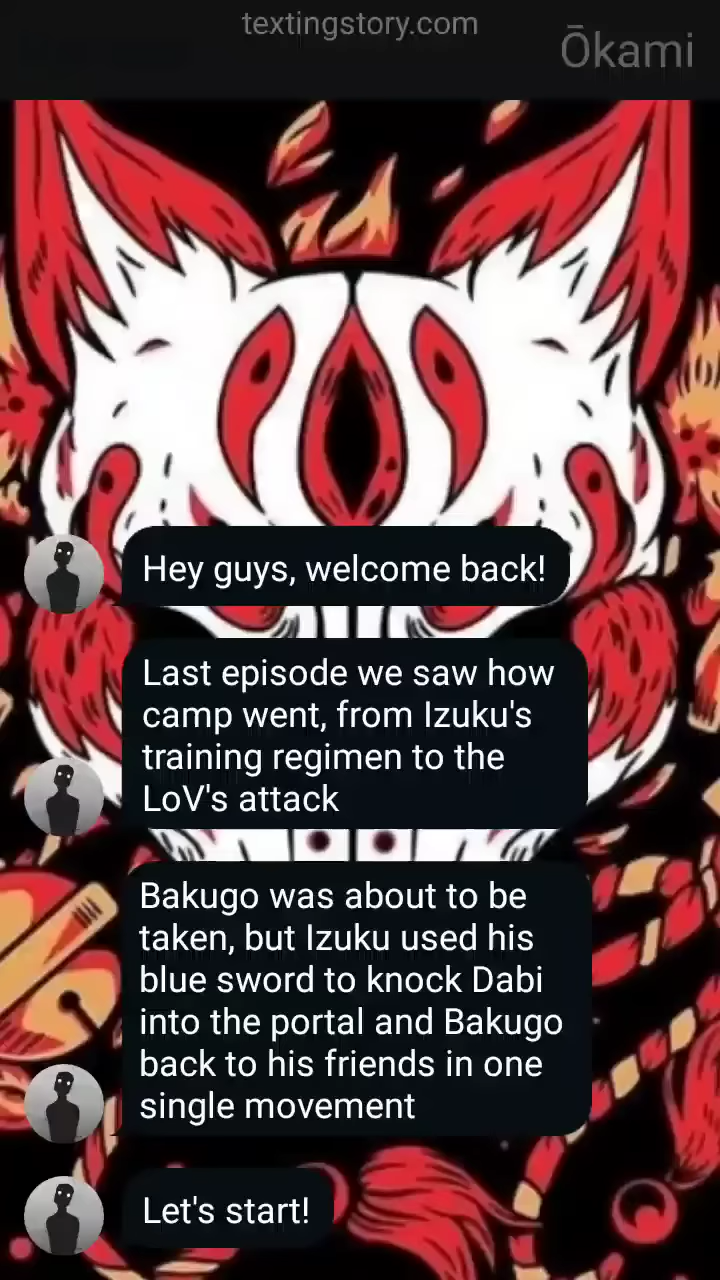 textingstory.com
Ōkami
Hey guys, welcome back!
Last episode we saw how
camp went, from Izuku's
training regimen to the
LoV's attack
Bakugo was about to be
taken, but Izuku used his
blue sword to knock Dabi
into the portal and Bakugo
back to his friends in one
single movement
Let's start!